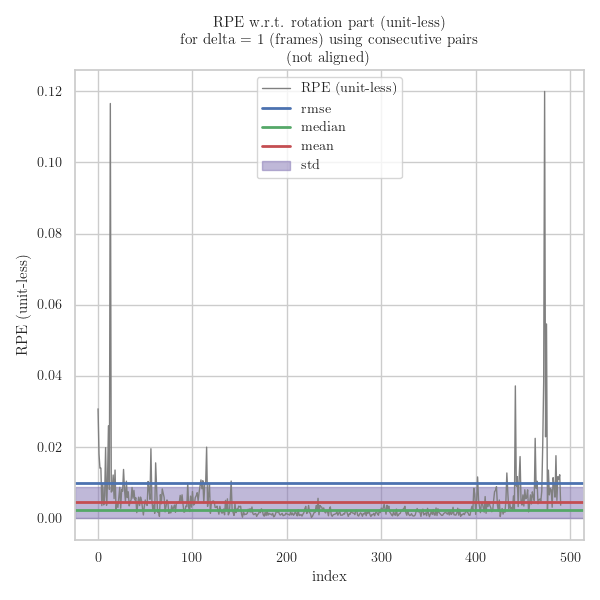 RPE w.r.t. rotation part (unit-less)
for delta = 1 (frames) using consecutive pairs
(not aligned)
RPE (unit-less)
rmse
median
mean
std
0.12
0.10
0.08
0.06
0.04
0.02
0.00
RPE (unit-less)
0 100 200 300 400 500
index